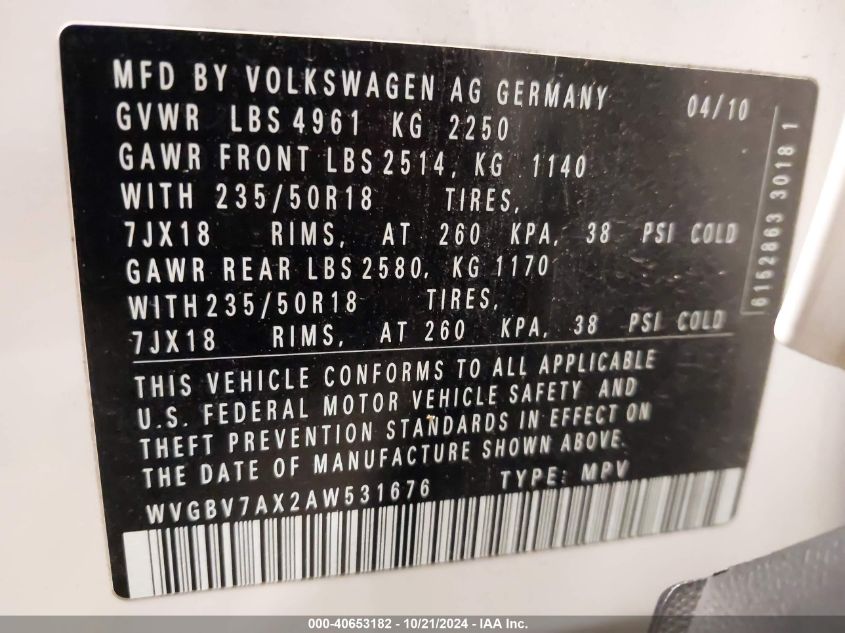 MFD BY VOLKSWAGEN AG GERMANY 04/10
GVWR LBS 4961 KG 2250
GAWR FRONT LBS 2514, KG 1140
WITH 235/50R18 TIRES,
7JX18 RIMS, AT 260 KPA, 38 PSI COLD
GAWR REAR LBS 2580, KG 1170
WITH 235/50R18 TIRES,
7JX18 RIMS, AT 260 KPA, 38 PSI COLD
THIS VEHICLE CONFORMS TO ALL APPLICABLE
U.S. FEDERAL MOTOR VEHICLE SAFETY AND
THEFT PREVENTION STANDARDS IN EFFECT ON
THE DATE OF MANUFACTURE SHOWN ABOVE.
WVGBV7AX2AW531676 TYPE: MPV
6152863 3018 1
000-40653182 - 10/21/2024 - IAA Inc.